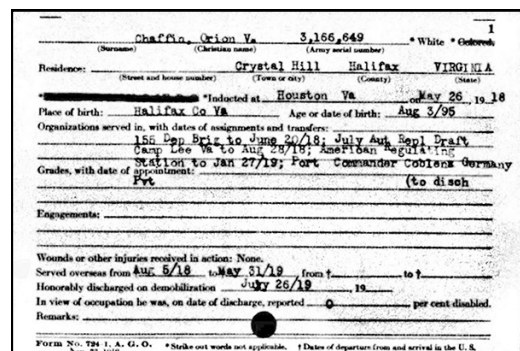 1
Chaffin, Orion Va 3,166,649 * White * Colored.
(Surname) (Christian name) (Army serial number)
Residence: Crystal Hill Halifax VIRGINIA
(Street and house number) (Town or city) (County) (State)
* *Inducted at Houston Va on May 26, 19 18
Place of birth: Halifax Co Va Age or date of birth: Aug 3/95
Organizations served in, with dates of assignments and transfers:
155 Dep Brig to June 20/18; July Aut Repl Draft
Camp Lee Va to Aug 28/18; American Regulating
Station to Jan 27/19; Port Commander Coblenz Germany
Grades, with date of appointment:
Pvt (to disch
Engagements:
Wounds or other injuries received in action: None.
Served overseas from Aug 5/18 to May 31/19 from † to †
Honorably discharged on demobilization July 26/19 , 19
In view of occupation he was, on date of discharge, reported 0 per cent disabled.
Remarks:
Form No. 724 1, A. G. O. * Strike out words not applicable. † Dates of departure from and arrival in the U. S.